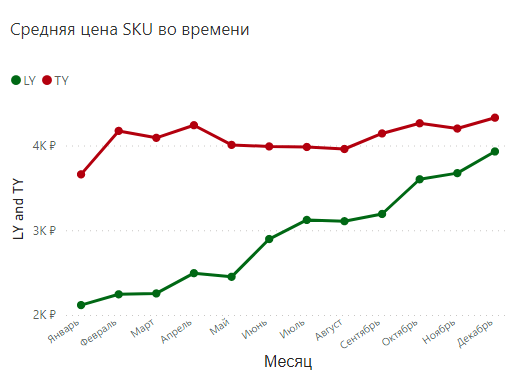 Средняя цена SKU во времени
LY TY
4K ₽
3K ₽
2K ₽
LY and TY
Январь
Февраль
Март
Апрель
Май
Июнь
Июль
Август
Сентябрь
Октябрь
Ноябрь
Декабрь
Месяц